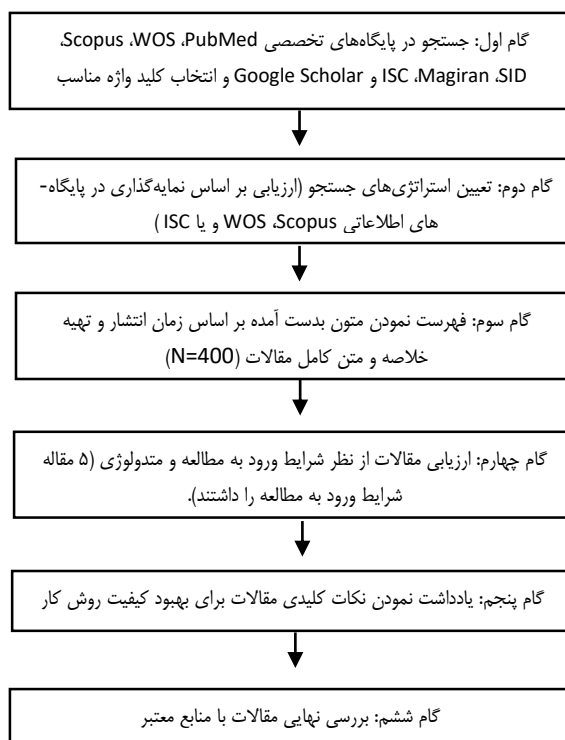 گام اول: جستجو در پایگاه‌های تخصصی Scopus ،WOS ،PubMed،
ISC ،Magiran ،SID و Google Scholar و انتخاب کلید واژه مناسب
گام دوم: تعیین استراتژی‌های جستجو (ارزیابی بر اساس نمایه‌گذاری در پایگاه-
های اطلاعاتی WOS ،Scopus و یا ISC )
گام سوم: فهرست نمودن متون بدست آمده بر اساس زمان انتشار و تهیه
خلاصه و متن کامل مقالات (N=400)
گام چهارم: ارزیابی مقالات از نظر شرایط ورود به مطالعه و متدولوژی (۵ مقاله
شرایط ورود به مطالعه را داشتند).
گام پنجم: یادداشت نمودن نکات کلیدی مقالات برای بهبود کیفیت روش کار
گام ششم: بررسی نهایی مقالات با منابع معتبر